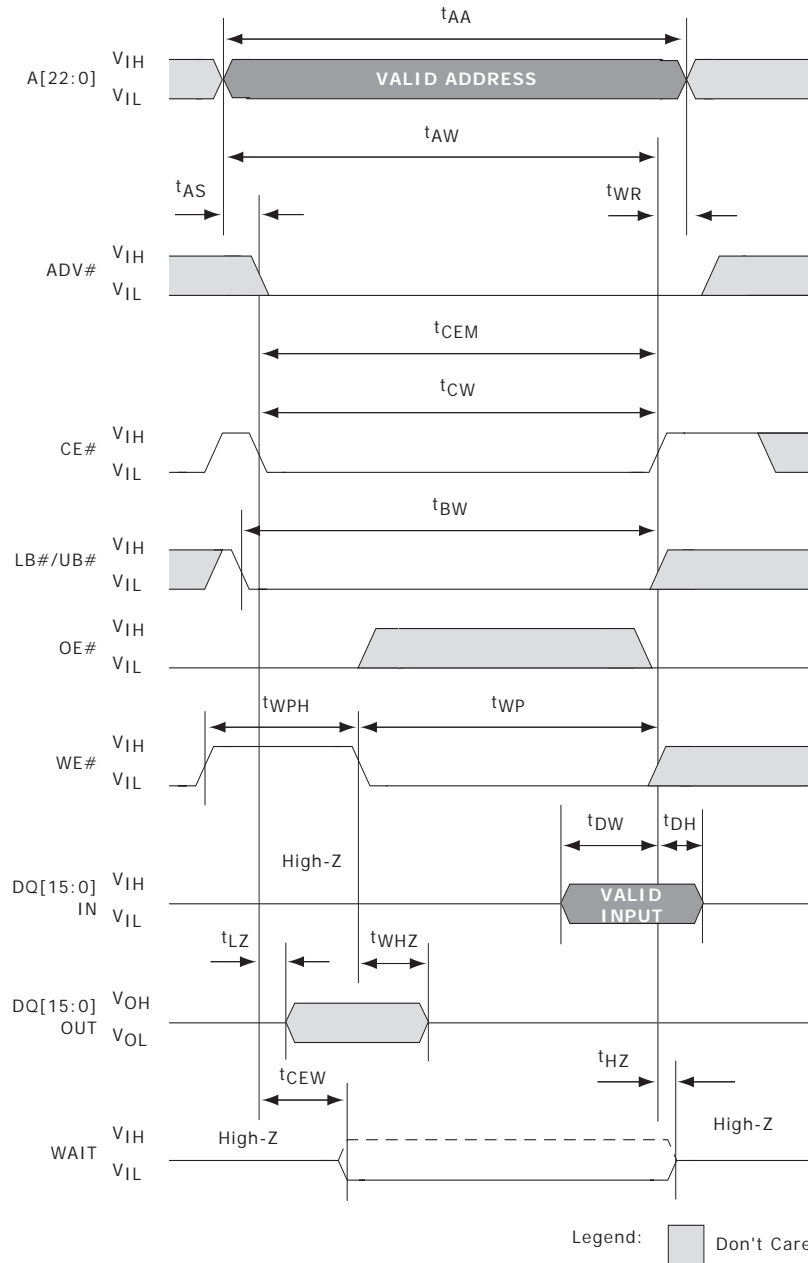 tAA
VIH
A[22:0]
VALID ADDRESS
VIL
tAW
tAS
tWR
VIH
ADV#
VIL
tCEM
tCW
VIH
CE#
VIL
tBW
VIH
LB#/UB#
VIL
VIH
OE#
VIL
tWPH
tWP
VIH
WE#
VIL
tDW
tDH
High-Z
DQ[15:0]
IN
VIH
VIL
VALID
INPUT
tLZ
tWHZ
DQ[15:0]
OUT
VOH
VOL
tCEW
tHZ
VIH
High-Z
High-Z
WAIT
VIL
Legend:
Don't Care